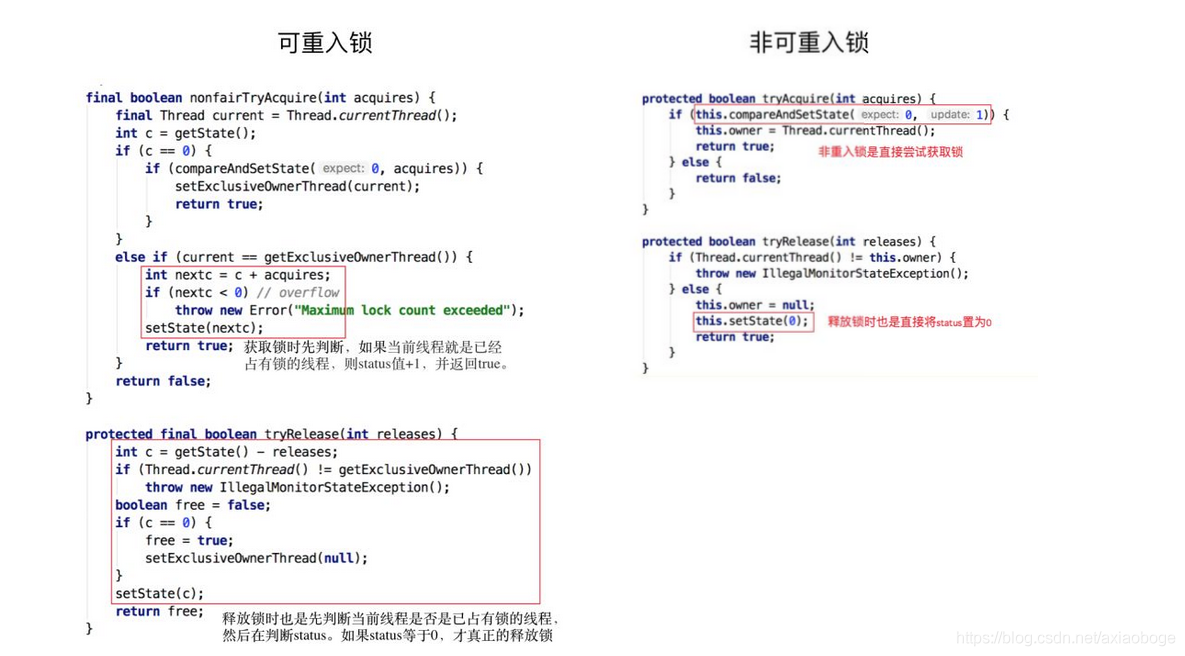 可重入锁
final boolean nonfairTryAcquire(int acquires) {
final Thread current = Thread.currentThread();
int c = getState();
if (c == 0) {
if (compareAndSetState( expect: 0, acquires)) {
setExclusiveOwnerThread(current);
return true;
}
}
else if (current == getExclusiveOwnerThread()) {
int nextc = c + acquires;
if (nextc < 0) // overflow
throw new Error("Maximum lock count exceeded");
setState(nextc);
return true; 获取锁时先判断，如果当前线程就是已经
} 占有锁的线程，则status值+1，并返回true。
return false;
}
protected final boolean tryRelease(int releases) {
int c = getState() - releases;
if (Thread.currentThread() != getExclusiveOwnerThread())
throw new IllegalMonitorStateException();
boolean free = false;
if (c == 0) {
free = true;
setExclusiveOwnerThread(null);
}
setState(c);
return free; 释放锁时也是先判断当前线程是否是已占有锁的线程，
} 然后在判断status。如果status等于0，才真正的释放锁
非可重入锁
protected boolean tryAcquire(int acquires) {
if (this.compareAndSetState( expect: 0, update: 1)) {
this.owner = Thread.currentThread();
return true; 非重入锁是直接尝试获取锁
} else {
return false;
}
}
protected boolean tryRelease(int releases) {
if (Thread.currentThread() != this.owner) {
throw new IllegalMonitorStateException();
} else {
this.owner = null;
this.setState(0); 释放锁时也是直接将status置为0
return true;
}
}
https://blog.csdn.net/axiaoboge